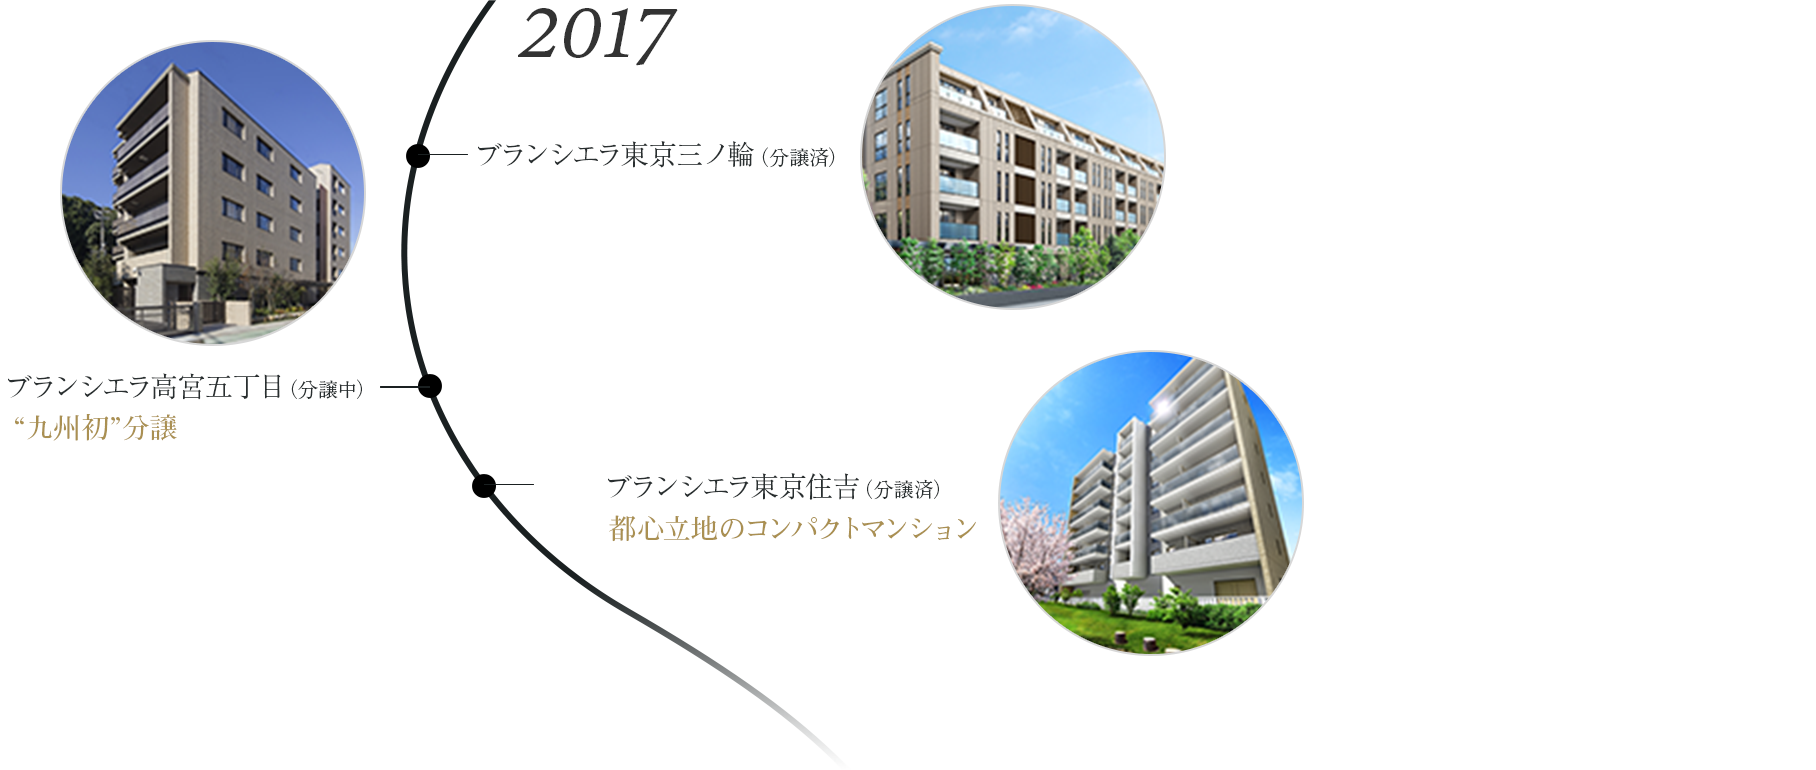 2017
ブランシエラ東京三ノ輪（分譲済）
ブランシエラ高宮五丁目（分譲中）
“九州初”分譲
ブランシエラ東京住吉（分譲済）
都心立地のコンパクトマンション